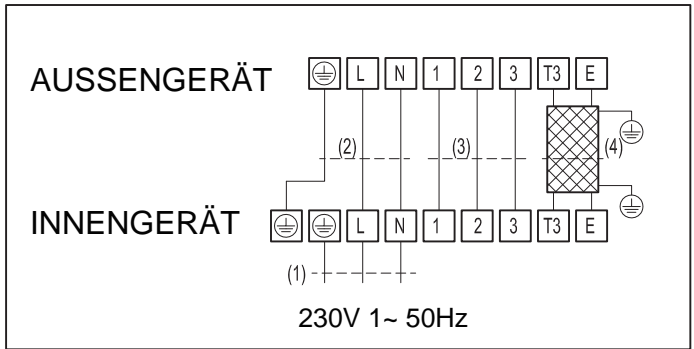 AUSSENGERÄT L N 1 2 3 T3 E
(2) (3) (4)
INNENGERÄT L N 1 2 3 T3 E
(1)
230V 1~ 50Hz